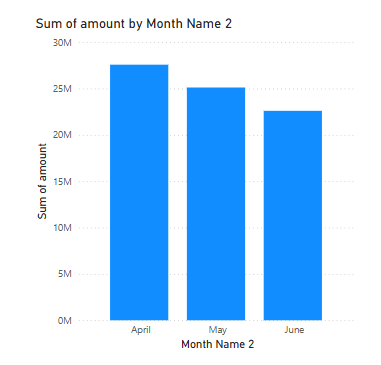 Sum of amount by Month Name 2
30M
25M
20M
15M
10M
5M
0M
Sum of amount
April May June
Month Name 2